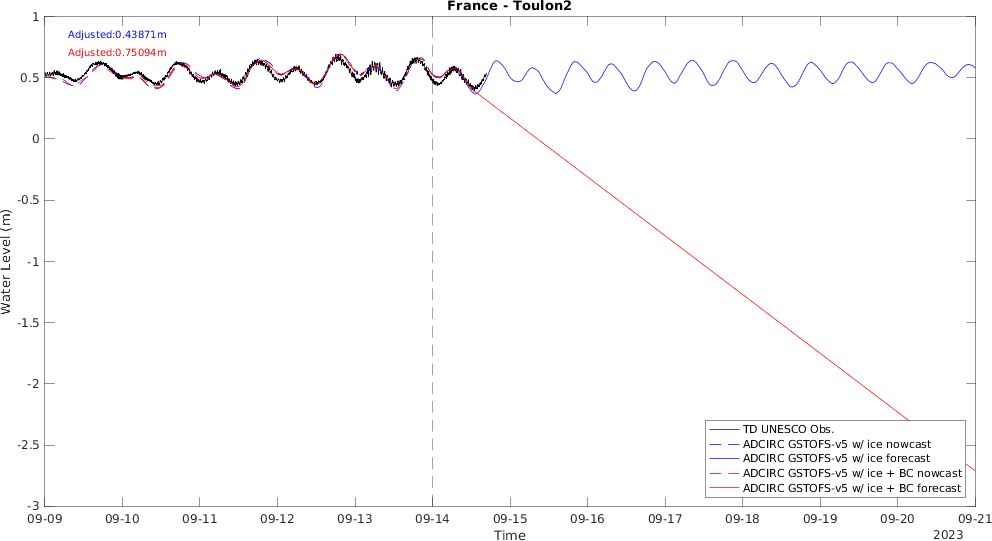 France - Toulon2
Adjusted:0.43871m
Adjusted:0.75094m
1
0.5
0
-0.5
-1
-1.5
-2
-2.5
-3
Water Level (m)
TD UNESCO Obs.
ADCIRC GSTOFS-v5 w/ ice nowcast
ADCIRC GSTOFS-v5 w/ ice forecast
ADCIRC GSTOFS-v5 w/ ice + BC nowcast
ADCIRC GSTOFS-v5 w/ ice + BC forecast
09-09 09-10 09-11 09-12 09-13 09-14 09-15 09-16 09-17 09-18 09-19 09-20 09-21
Time
2023